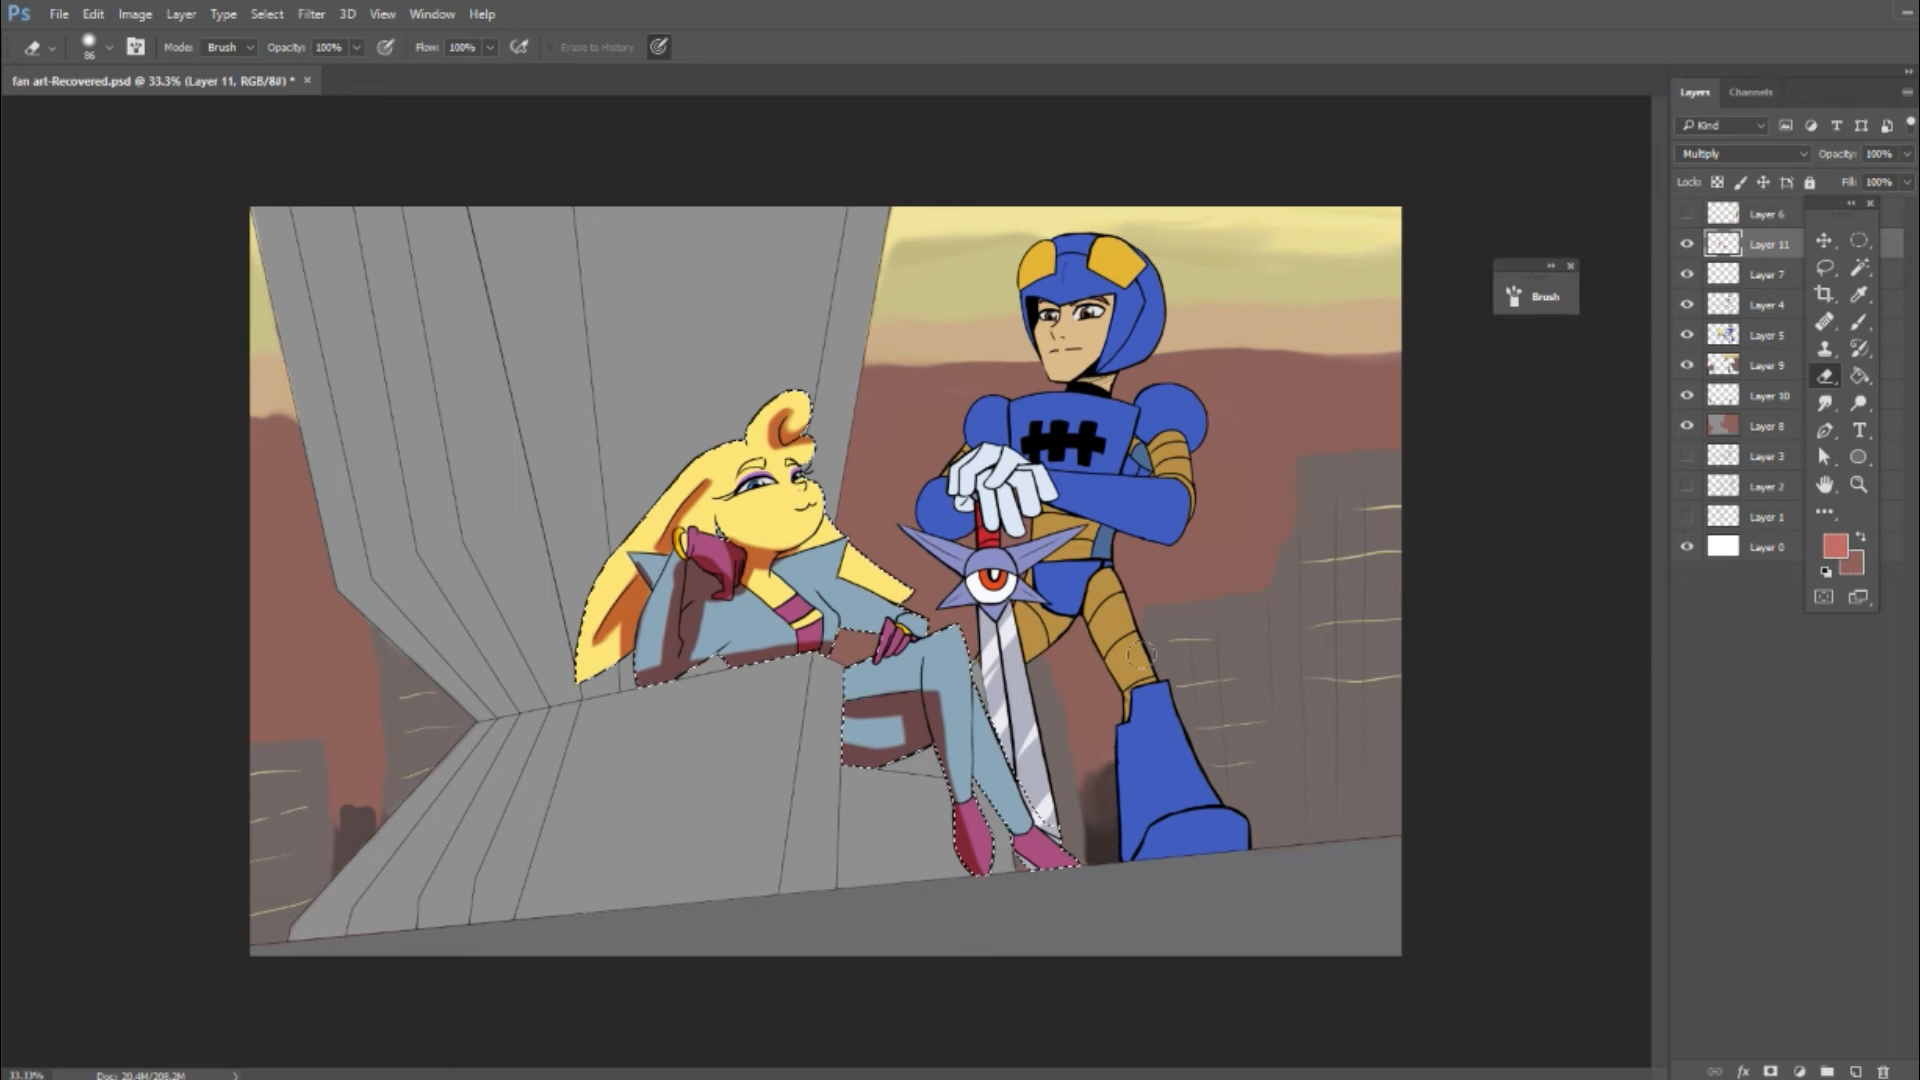 Ps File Edit Image Layer Type Select Filter 3D View Window Help
86 Mode: Brush Opacity: 100% Flow: 100% Erase to History
fan art-Recovered.psd @ 33.3% (Layer 11, RGB/8#) * ×
Layers Channels
Kind
Multiply Opacity: 100%
Lock: Fill: 100%
Layer 6
Layer 11
Layer 7
Brush
Layer 4
Layer 5
Layer 9
Layer 10
Layer 8
Layer 3
Layer 2
Layer 1
Layer 0
33.33% Doc: 20.4M/208.2M
fx